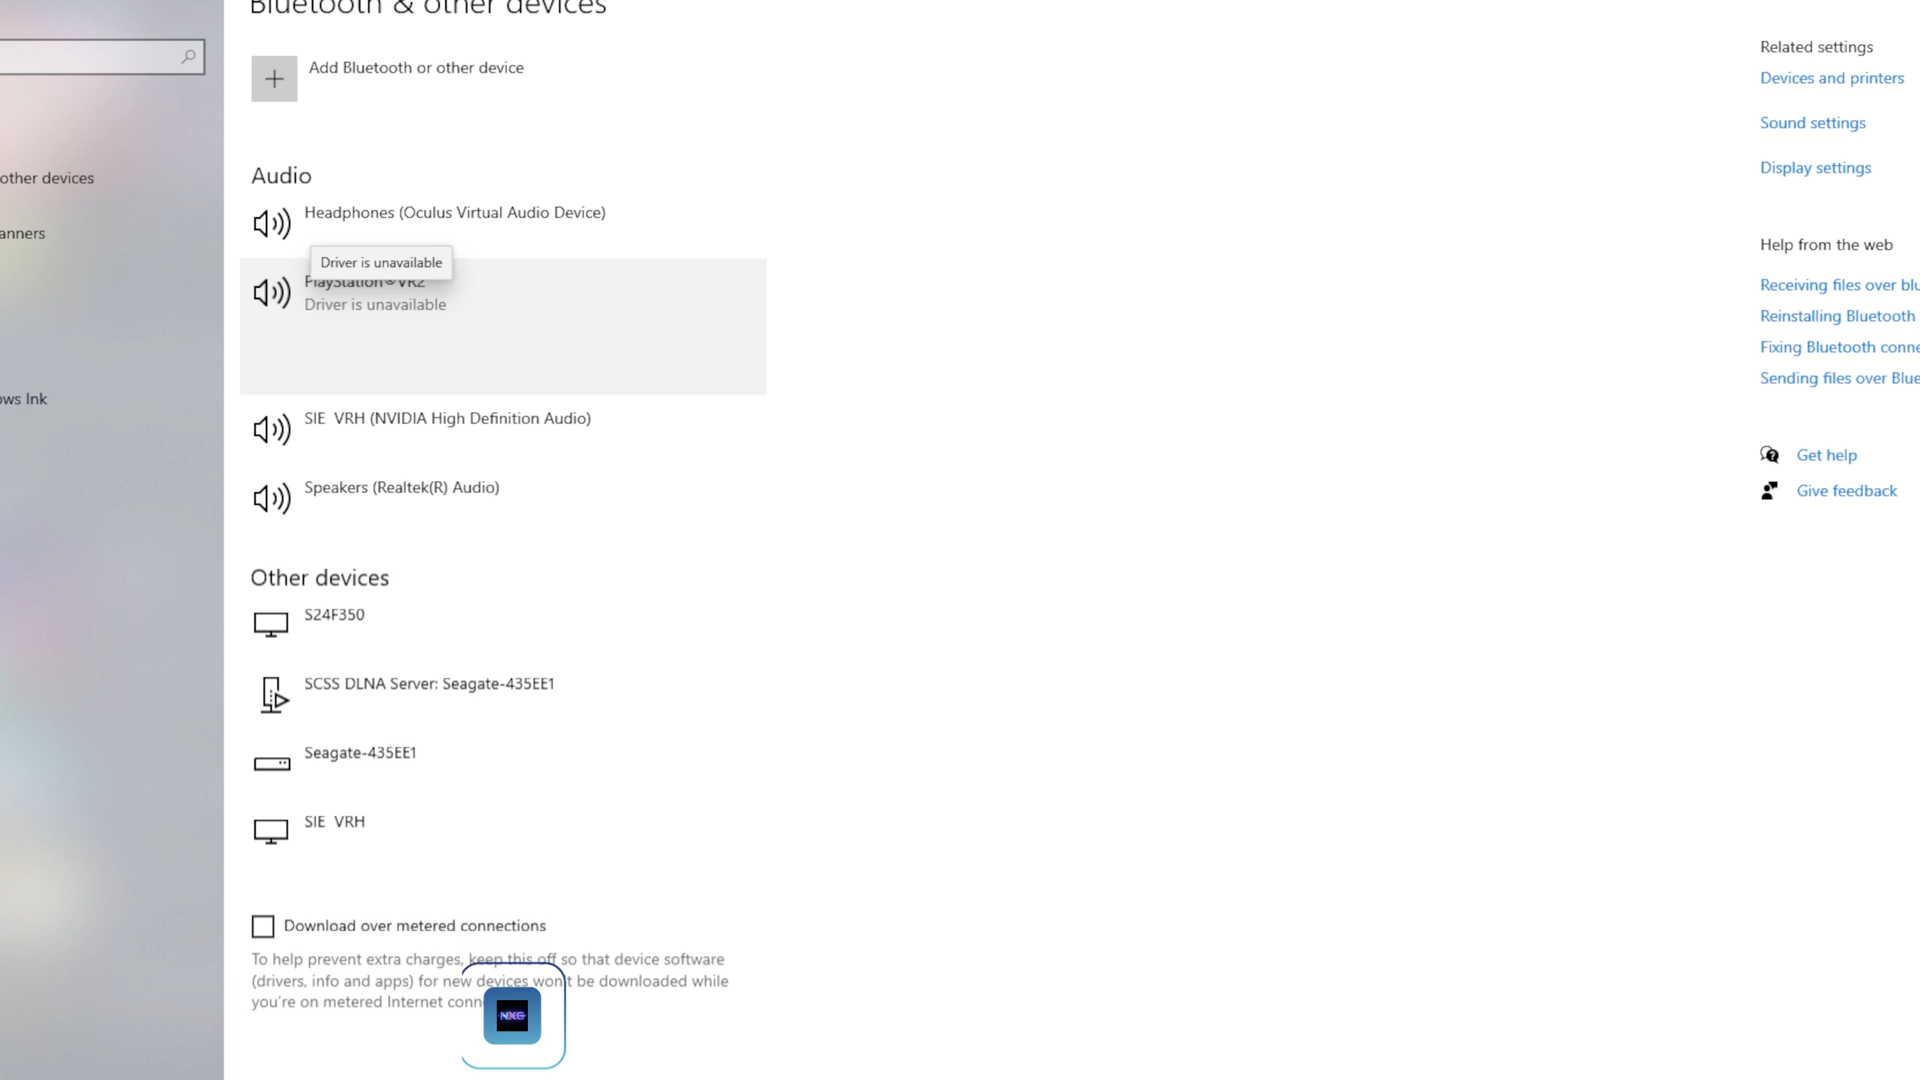 Bluetooth & other devices
Add Bluetooth or other device
other devices
anners
ows Ink
Audio
Headphones (Oculus Virtual Audio Device)
Driver is unavailable
PlayStation®VR2
Driver is unavailable
SIE VRH (NVIDIA High Definition Audio)
Speakers (Realtek(R) Audio)
Other devices
S24F350
SCSS DLNA Server: Seagate-435EE1
Seagate-435EE1
SIE VRH
Download over metered connections
To help prevent extra charges, keep this off so that device software
(drivers, info and apps) for new devices won't be downloaded while
you're on metered Internet conn
NXG
Related settings
Devices and printers
Sound settings
Display settings
Help from the web
Receiving files over blu
Reinstalling Bluetooth
Fixing Bluetooth conne
Sending files over Blue
Get help
Give feedback